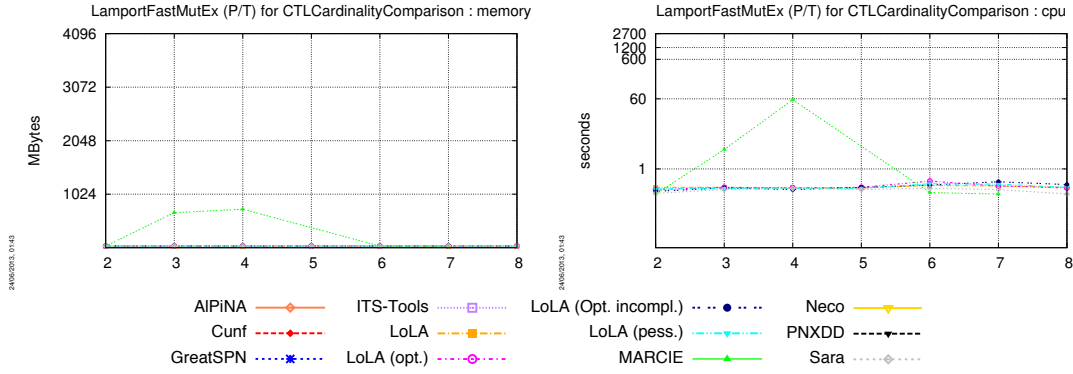 LamportFastMutEx (P/T) for CTLCardinalityComparison : memory
4096
3072
2048
1024
MBytes
2 3 4 5 6 7 8
24/06/2013, 01:43
LamportFastMutEx (P/T) for CTLCardinalityComparison : cpu
2700
1200
600
60
1
seconds
2 3 4 5 6 7 8
24/06/2013, 01:43
AlPiNA ITS-Tools LoLA (Opt. incompl.) Neco
Cunf LoLA LoLA (pess.) PNXDD
GreatSPN LoLA (opt.) MARCIE Sara